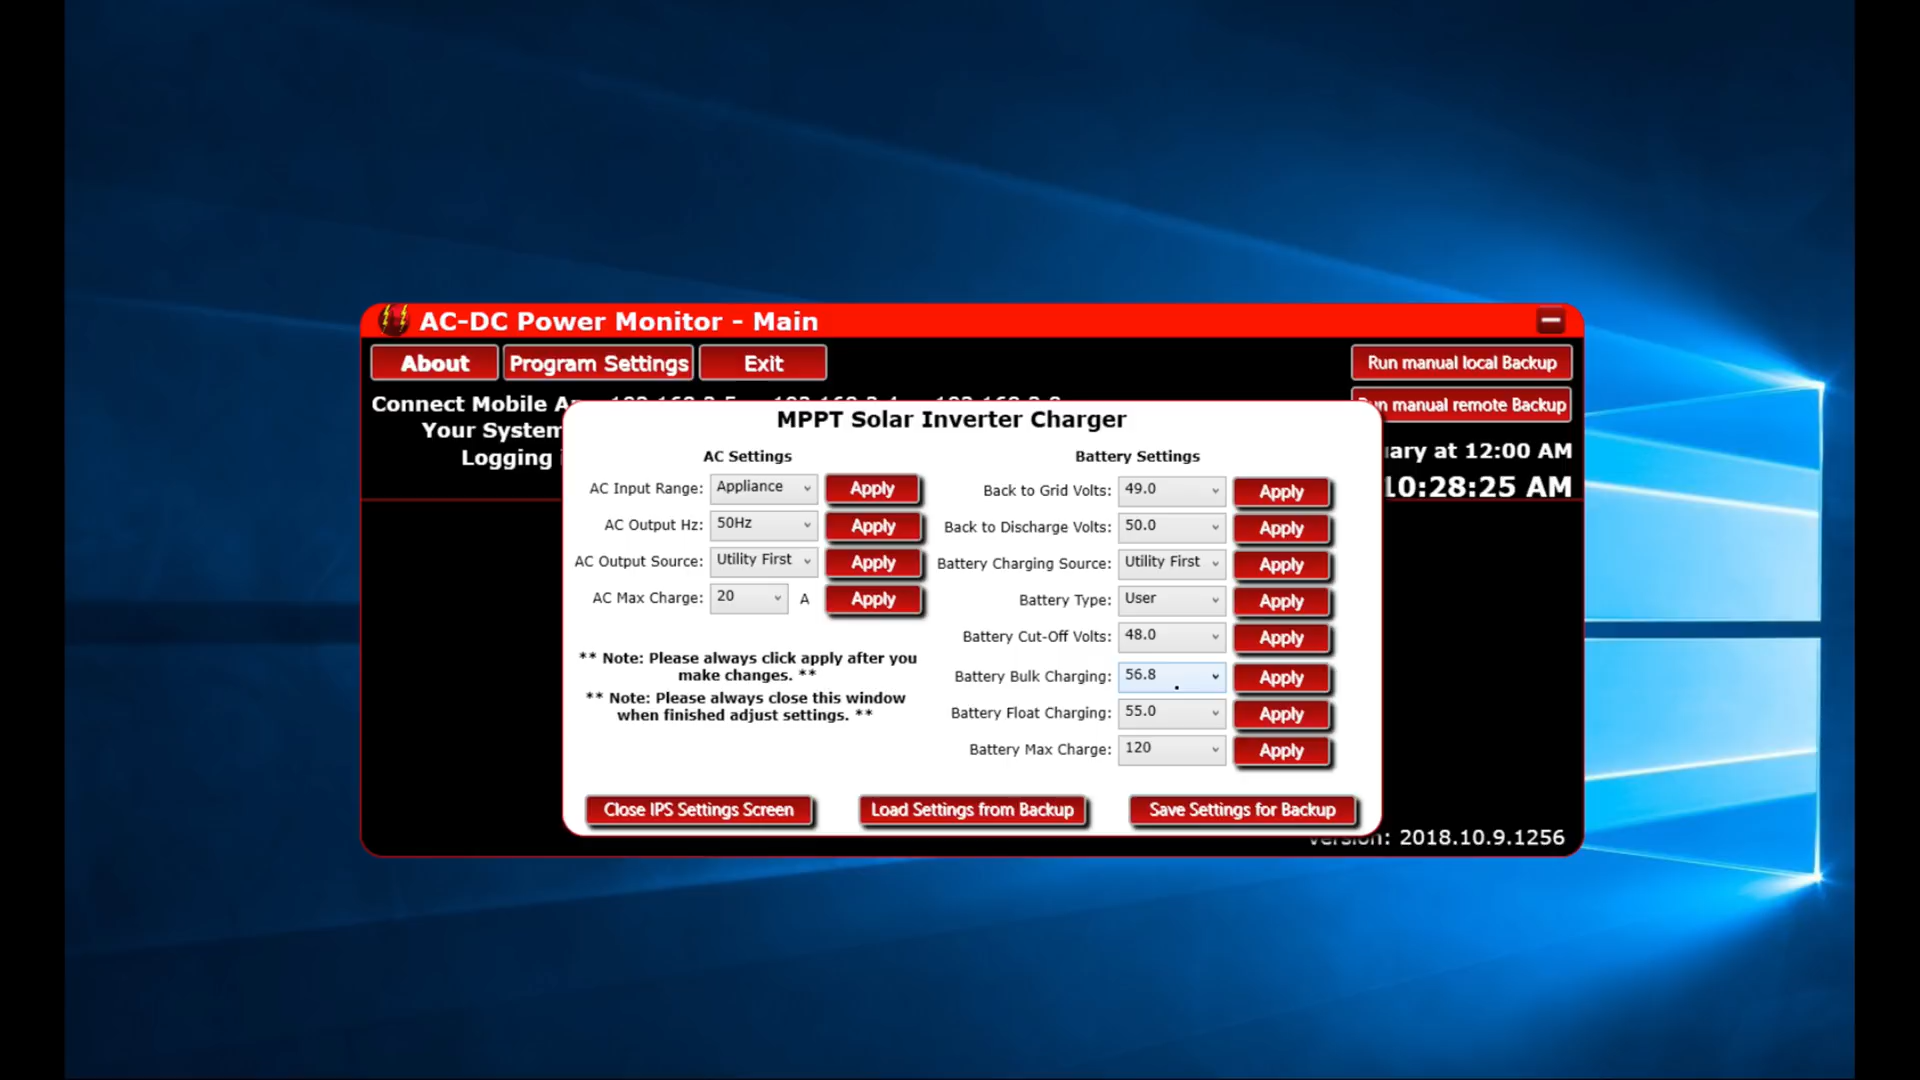 AC-DC Power Monitor - Main
About
Program Settings
Exit
Run manual local Backup
Connect Mobile
manual remote Backup
Your System
at 12:00 AM
Logging
10:28:25 AM
MPPT Solar Inverter Charger
AC Settings
AC Input Range: Appliance Apply
AC Output Hz: 50Hz Apply
AC Output Source: Utility First Apply
AC Max Charge: 20 A Apply
** Note: Please always click apply after you
make changes. **
** Note: Please always close this window
when finished adjust settings. **
Battery Settings
Back to Grid Volts: 49.0 Apply
Back to Discharge Volts: 50.0 Apply
Battery Charging Source: Utility First Apply
Battery Type: User Apply
Battery Cut-Off Volts: 48.0 Apply
Battery Bulk Charging: 56.8 Apply
Battery Float Charging: 55.0 Apply
Battery Max Charge: 120 Apply
Close IPS Settings Screen
Load Settings from Backup
Save Settings for Backup
version: 2018.10.9.1256